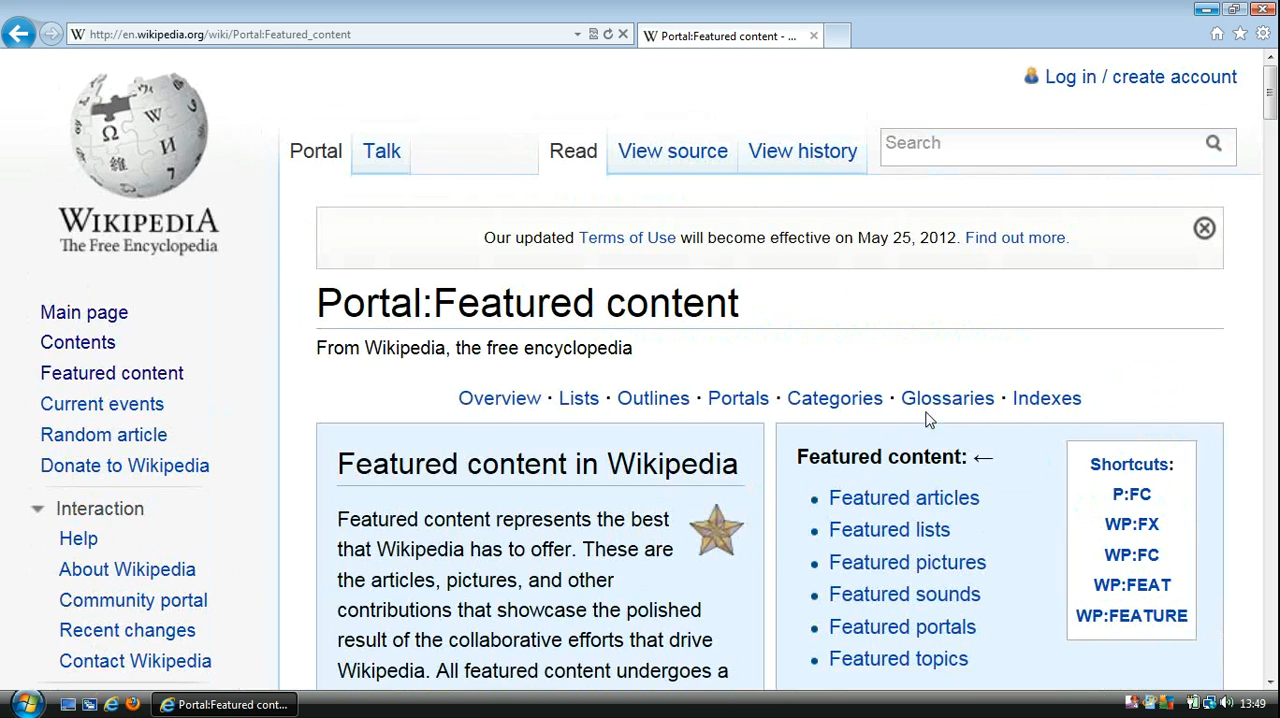 http://en.wikipedia.org/wiki/Portal:Featured_content
Portal:Featured content - ...
Log in / create account
Portal
Talk
Read
View source
View history
Search
WIKIPEDIA
The Free Encyclopedia
Our updated Terms of Use will become effective on May 25, 2012. Find out more.
Portal:Featured content
From Wikipedia, the free encyclopedia
Main page
Contents
Featured content
Current events
Random article
Donate to Wikipedia
Interaction
Help
About Wikipedia
Community portal
Recent changes
Contact Wikipedia
Overview · Lists · Outlines · Portals · Categories · Glossaries · Indexes
Featured content in Wikipedia
Featured content represents the best
that Wikipedia has to offer. These are
the articles, pictures, and other
contributions that showcase the polished
result of the collaborative efforts that drive
Wikipedia. All featured content undergoes a
Featured content: ←
• Featured articles
• Featured lists
• Featured pictures
• Featured sounds
• Featured portals
• Featured topics
Shortcuts:
P:FC
WP:FX
WP:FC
WP:FEAT
WP:FEATURE
Portal:Featured cont...
13:49